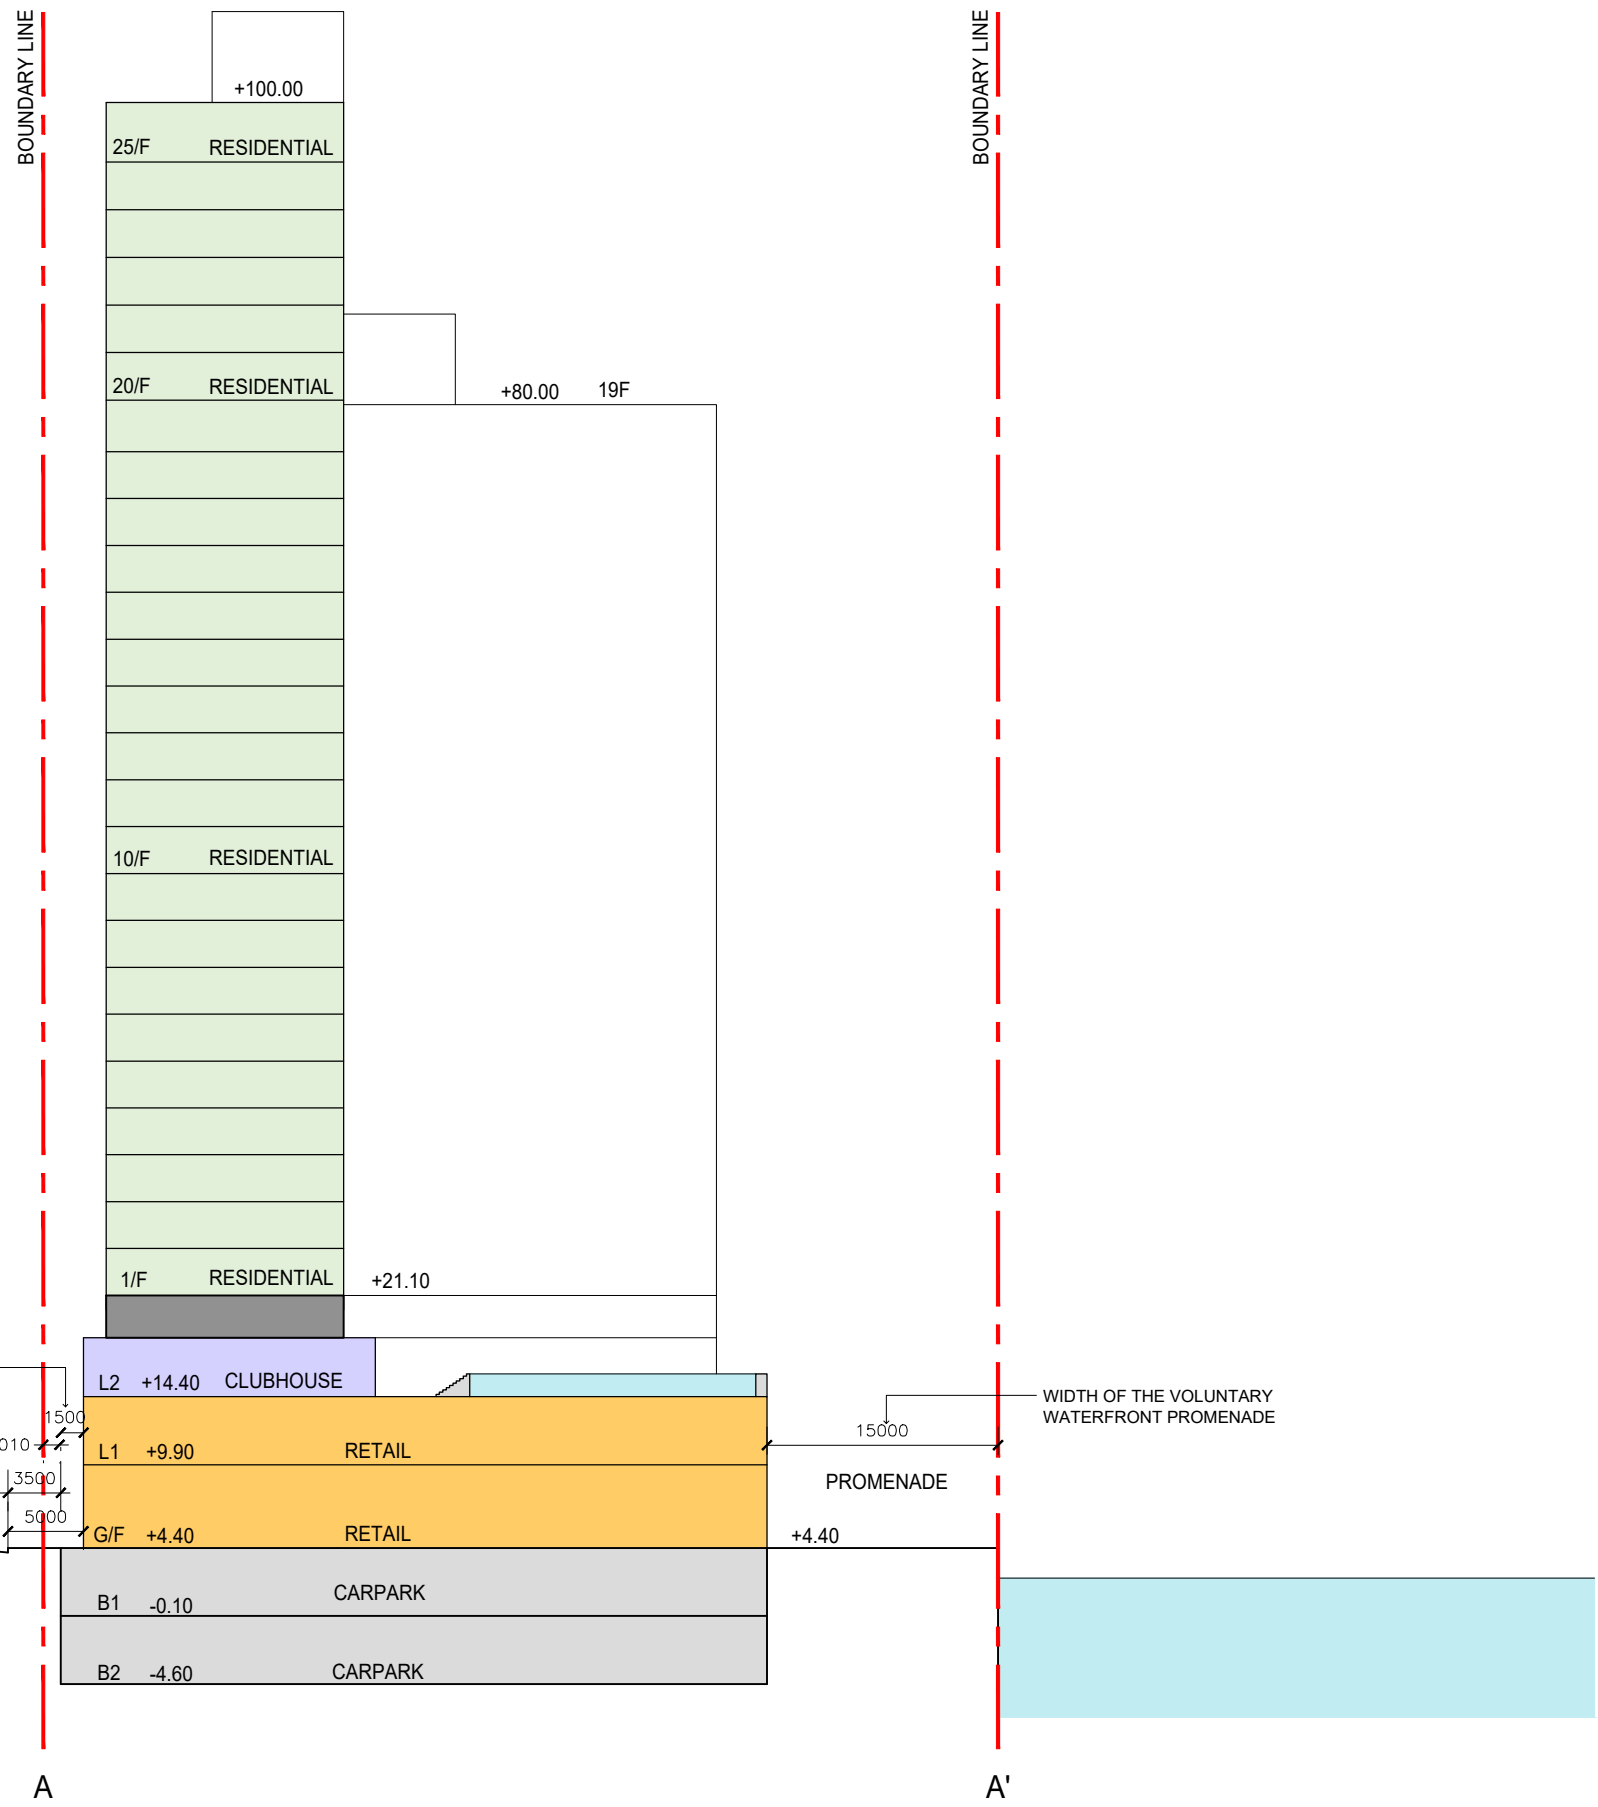 BOUNDARY LINE
BOUNDARY LINE
+100.00
25/F RESIDENTIAL
20/F RESIDENTIAL
+80.00 19F
10/F RESIDENTIAL
1/F RESIDENTIAL +21.10
L2 +14.40 CLUBHOUSE
WIDTH OF THE VOLUNTARY
WATERFRONT PROMENADE
1500
15000
010
L1 +9.90 RETAIL
3500
PROMENADE
5000
G/F +4.40 RETAIL
+4.40
B1 -0.10 CARPARK
B2 -4.60 CARPARK
A
A'